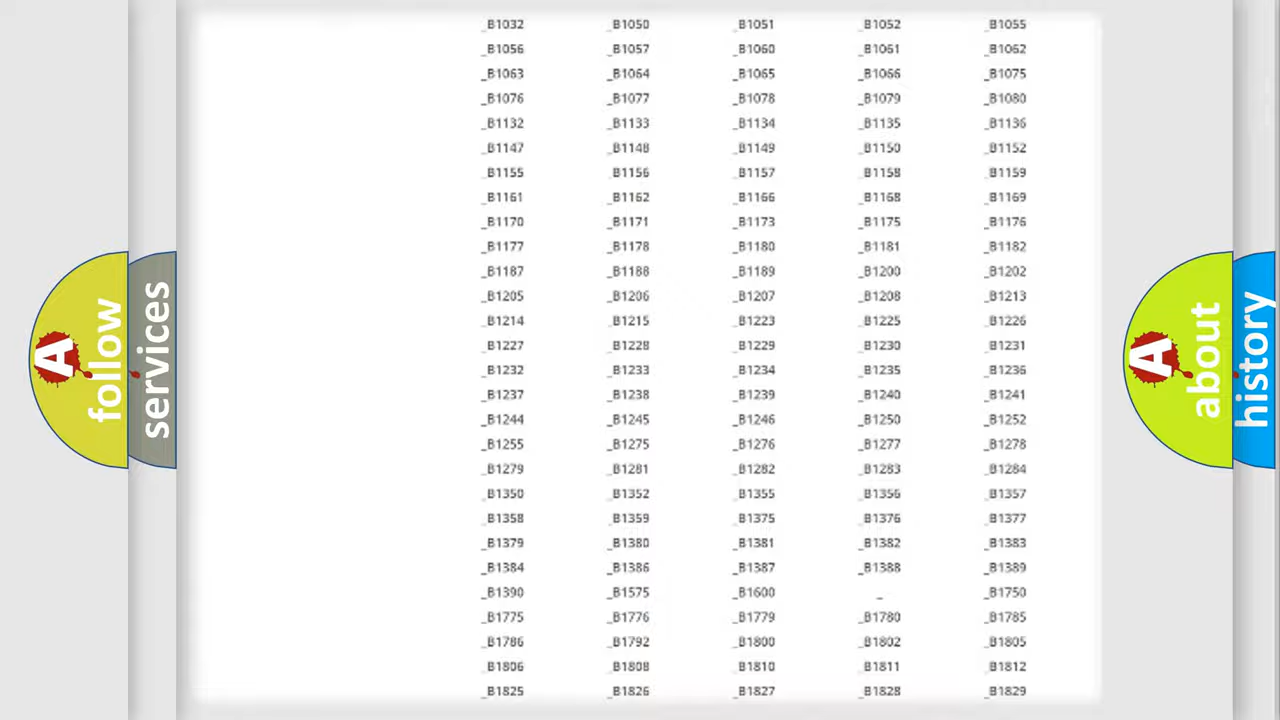 _B1032 _B1050 _B1051 _B1052 _B1055
_B1056 _B1057 _B1060 _B1061 _B1062
_B1063 _B1064 _B1065 _B1066 _B1075
_B1076 _B1077 _B1078 _B1079 _B1080
_B1132 _B1133 _B1134 _B1135 _B1136
_B1147 _B1148 _B1149 _B1150 _B1152
_B1155 _B1156 _B1157 _B1158 _B1159
_B1161 _B1162 _B1166 _B1168 _B1169
_B1170 _B1171 _B1173 _B1175 _B1176
_B1177 _B1178 _B1180 _B1181 _B1182
_B1187 _B1188 _B1189 _B1200 _B1202
_B1205 _B1206 _B1207 _B1208 _B1213
_B1214 _B1215 _B1223 _B1225 _B1226
_B1227 _B1228 _B1229 _B1230 _B1231
_B1232 _B1233 _B1234 _B1235 _B1236
_B1237 _B1238 _B1239 _B1240 _B1241
_B1244 _B1245 _B1246 _B1250 _B1252
_B1255 _B1275 _B1276 _B1277 _B1278
_B1279 _B1281 _B1282 _B1283 _B1284
_B1350 _B1352 _B1355 _B1356 _B1357
_B1358 _B1359 _B1375 _B1376 _B1377
_B1379 _B1380 _B1381 _B1382 _B1383
_B1384 _B1386 _B1387 _B1388 _B1389
_B1390 _B1575 _B1600 _ _B1750
_B1775 _B1776 _B1779 _B1780 _B1785
_B1786 _B1792 _B1800 _B1802 _B1805
_B1806 _B1808 _B1810 _B1811 _B1812
_B1825 _B1826 _B1827 _B1828 _B1829
A
follow
services
A
about
history